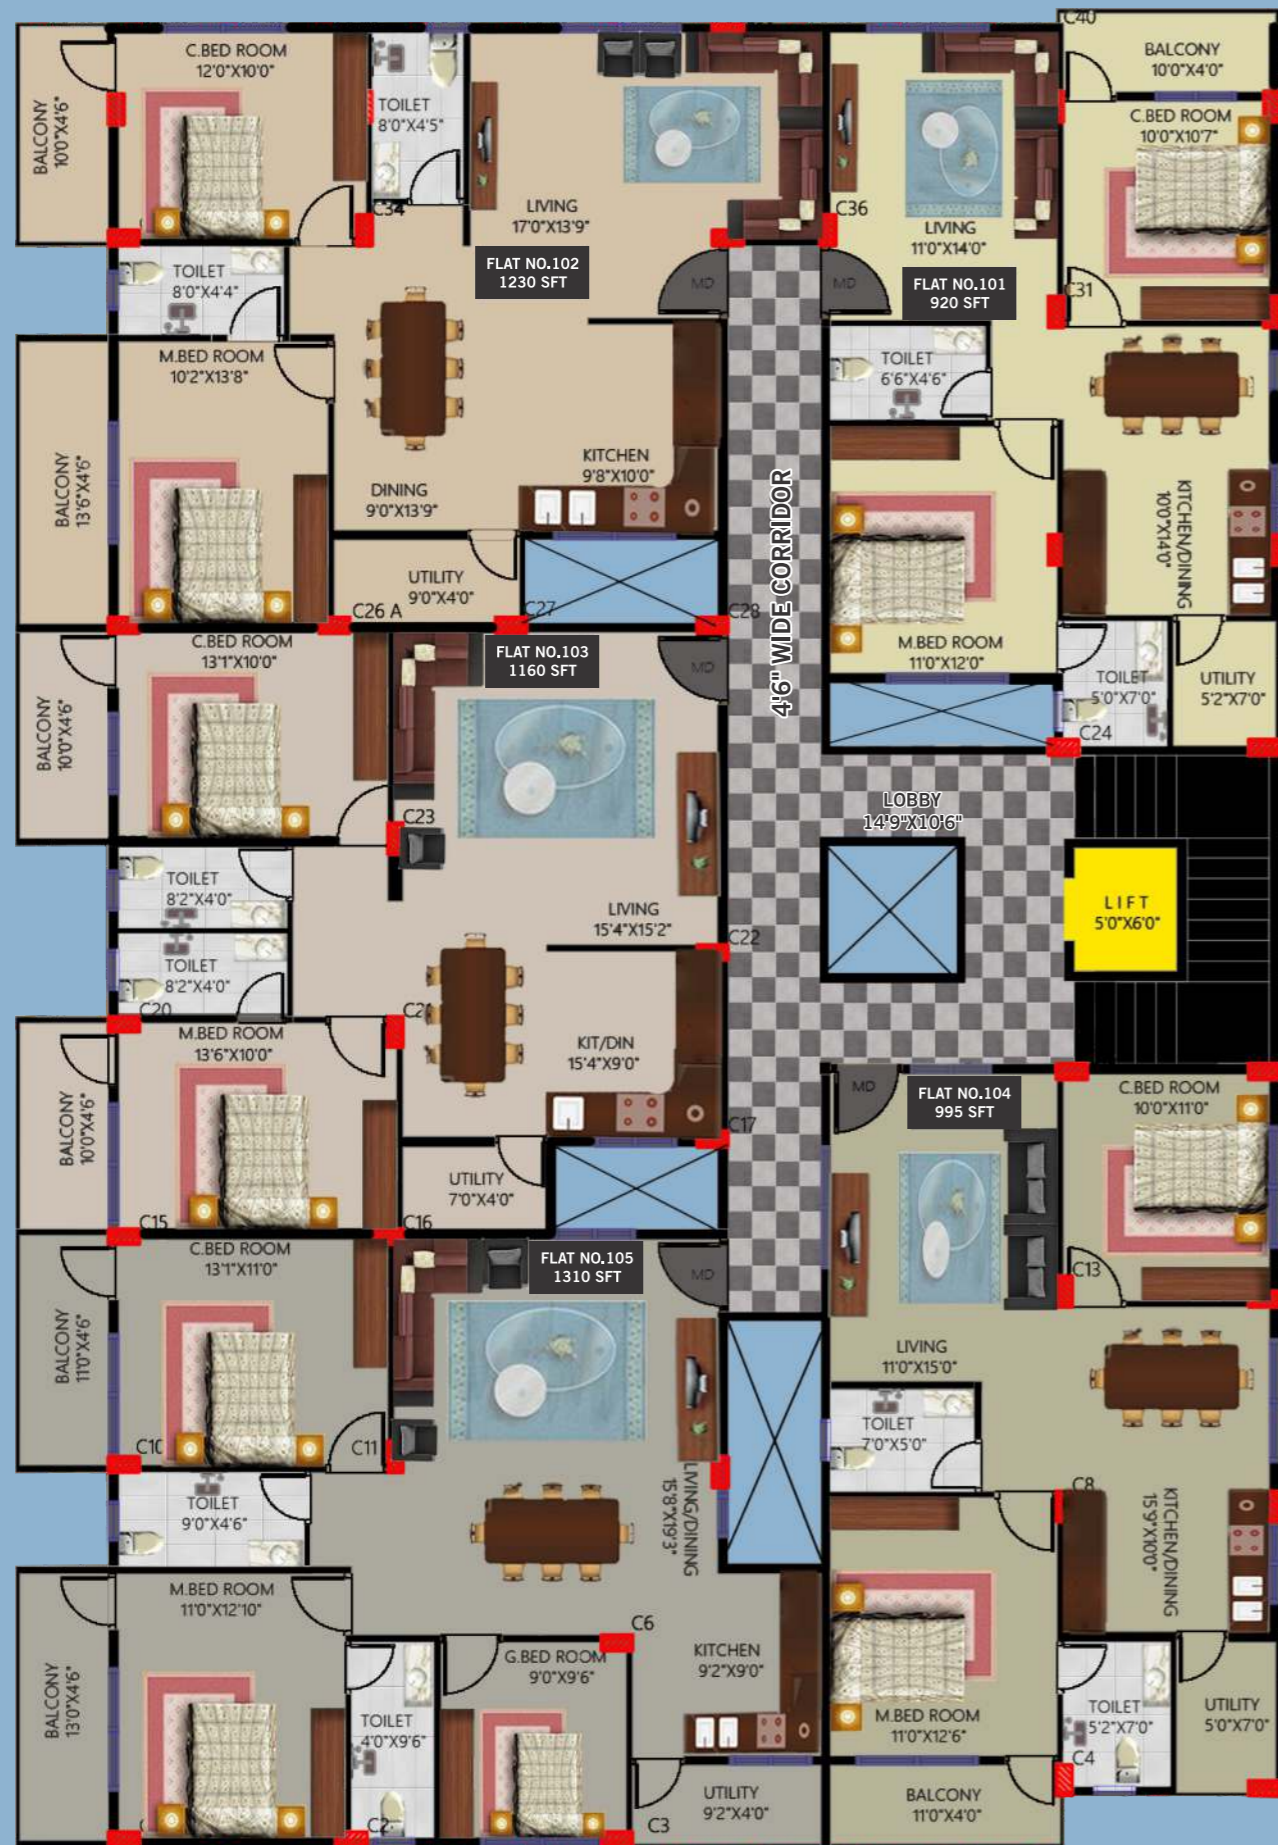 C40
BALCONY
10'0"X4'0"
C.BED ROOM
12'0"X10'0"
TOILET
8'0"X4'5"
BALCONY
10'0"X4'6"
C.BED ROOM
10'0"X10'7"
LIVING
17'0"X13'9"
C34
C36
LIVING
11'0"X14'0"
FLAT NO.102
1230 SFT
MD
MD
FLAT NO.101
920 SFT
C31
TOILET
8'0"X4'4"
M.BED ROOM
10'2"X13'8"
TOILET
6'6"X4'6"
BALCONY
13'6"X4'6"
DINING
9'0"X13'9"
KITCHEN
9'8"X10'0"
4'6" WIDE CORRIDOR
KITCHEN/DINING
10'0"X14'0"
UTILITY
9'0"X4'0"
C26 A
C27
C28
C.BED ROOM
13'1"X10'0"
FLAT NO.103
1160 SFT
MD
M.BED ROOM
11'0"X12'0"
TOILET
5'0"X7'0"
UTILITY
5'2"X7'0"
C24
BALCONY
10'0"X4'6"
C23
LOBBY
14'9"X10'6"
TOILET
8'2"X4'0"
LIVING
15'4"X15'2"
C22
LIFT
5'0"X6'0"
TOILET
8'2"X4'0"
C20
M.BED ROOM
13'6"X10'0"
KIT/DIN
15'4"X9'0"
BALCONY
10'0"X4'6"
C17
MD
FLAT NO.104
995 SFT
C.BED ROOM
10'0"X11'0"
UTILITY
7'0"X4'0"
C15
C16
C.BED ROOM
13'1"X11'0"
FLAT NO.105
1310 SFT
MD
C13
BALCONY
11'0"X4'6"
LIVING
11'0"X15'0"
C10
C11
TOILET
7'0"X5'0"
LIVING/DINING
15'8"X19'3"
TOILET
9'0"X4'6"
C8
KITCHEN/DINING
15'9"X10'0"
M.BED ROOM
11'0"X12'10"
BALCONY
13'0"X4'6"
C6
G.BED ROOM
9'0"X9'6"
KITCHEN
9'2"X9'0"
TOILET
4'0"X9'6"
M.BED ROOM
11'0"X12'6"
TOILET
5'2"X7'0"
UTILITY
5'0"X7'0"
C4
UTILITY
9'2"X4'0"
BALCONY
11'0"X4'0"
C2
C3